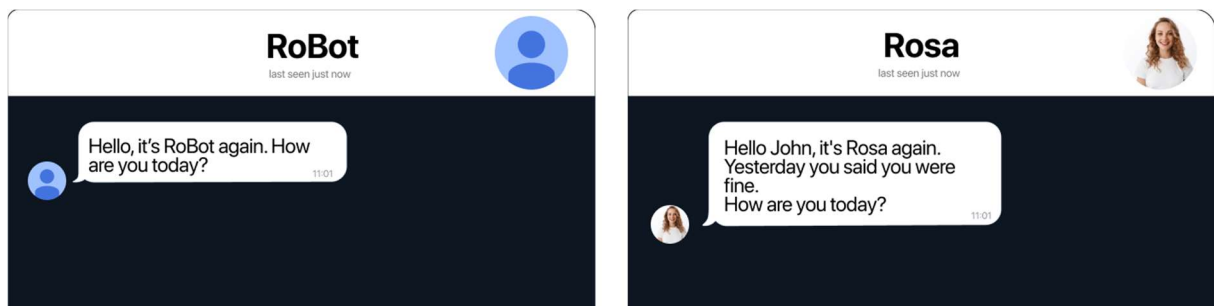 RoBot
last seen just now
Hello, it’s RoBot again. How
are you today?
11:01
Rosa
last seen just now
Hello John, it's Rosa again.
Yesterday you said you were
fine.
How are you today?
11:01